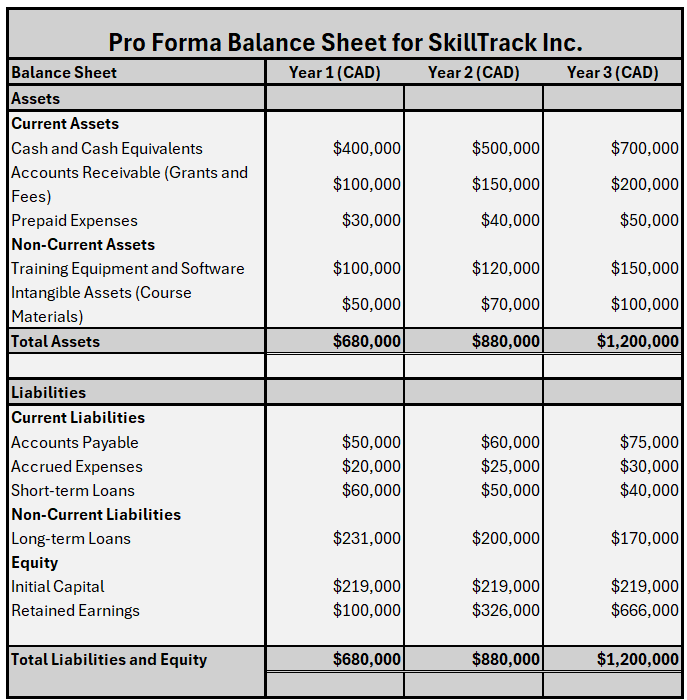 Pro Forma Balance Sheet for SkillTrack Inc.
Balance Sheet Year 1 (CAD) Year 2 (CAD) Year 3 (CAD)
Assets
Current Assets
Cash and Cash Equivalents $400,000 $500,000 $700,000
Accounts Receivable (Grants and
Fees) $100,000 $150,000 $200,000
Prepaid Expenses $30,000 $40,000 $50,000
Non-Current Assets
Training Equipment and Software $100,000 $120,000 $150,000
Intangible Assets (Course
Materials) $50,000 $70,000 $100,000
Total Assets $680,000 $880,000 $1,200,000
Liabilities
Current Liabilities
Accounts Payable $50,000 $60,000 $75,000
Accrued Expenses $20,000 $25,000 $30,000
Short-term Loans $60,000 $50,000 $40,000
Non-Current Liabilities
Long-term Loans $231,000 $200,000 $170,000
Equity
Initial Capital $219,000 $219,000 $219,000
Retained Earnings $100,000 $326,000 $666,000
Total Liabilities and Equity $680,000 $880,000 $1,200,000